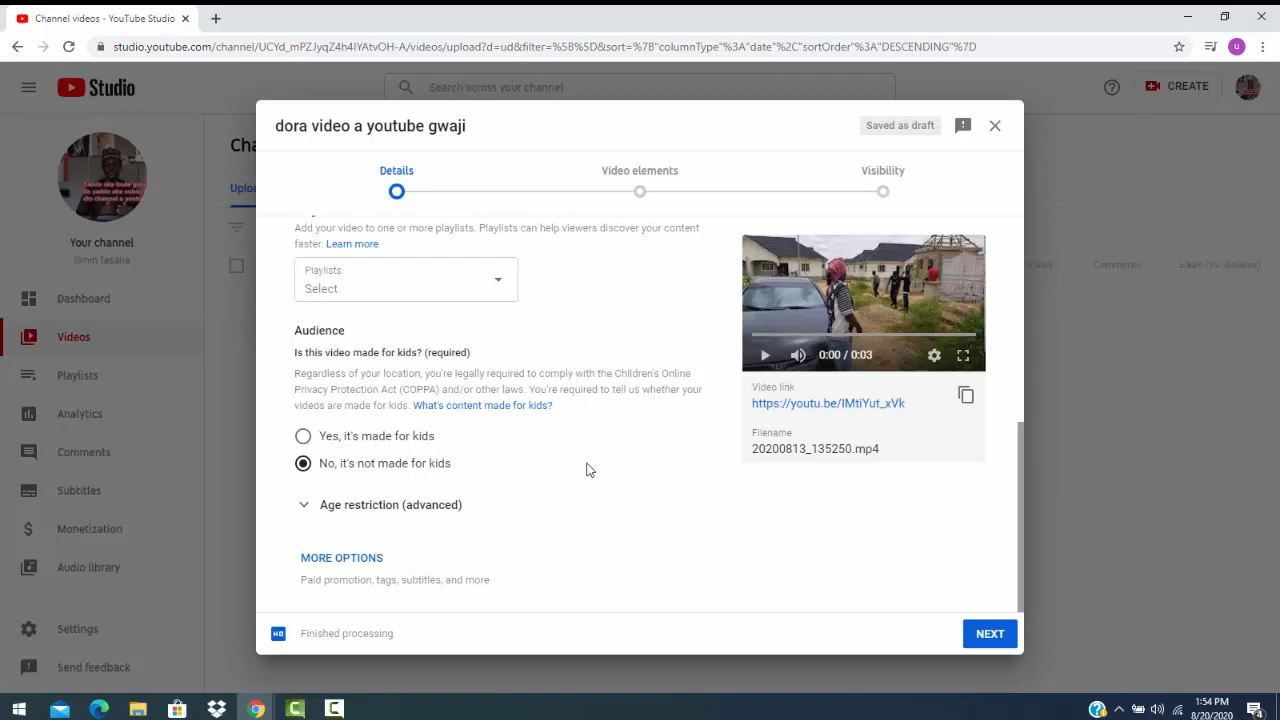 Channel videos - YouTube Studio
studio.youtube.com/channel/UCYd_mPZJyqZ4h4lYAtvOH-A/videos/upload?d=ud&filter=%5B%5D&sort=%7B"columnType"%3A"date"%2C"sortOrder"%3A"DESCENDING"%7D
u
Studio
Search across your channel
CREATE
dora video a youtube gwaji
Saved as draft
Details
Video elements
Visibility
Your channel
Ilimin fasaha
Dashboard
Videos
Playlists
Analytics
Comments
Subtitles
Monetization
Audio library
Settings
Send feedback
Views
Comments
Likes (vs. dislikes)
Add your video to one or more playlists. Playlists can help viewers discover your content
faster. Learn more
Playlists
Select
Audience
Is this video made for kids? (required)
Regardless of your location, you're legally required to comply with the Children's Online
Privacy Protection Act (COPPA) and/or other laws. You're required to tell us whether your
videos are made for kids. What's content made for kids?
Yes, it's made for kids
No, it's not made for kids
Age restriction (advanced)
MORE OPTIONS
Paid promotion, tags, subtitles, and more
0:00 / 0:03
Video link
https://youtu.be/IMtiYut_xVk
Filename
20200813_135250.mp4
HD
Finished processing
NEXT
1:54 PM
8/20/2020
4